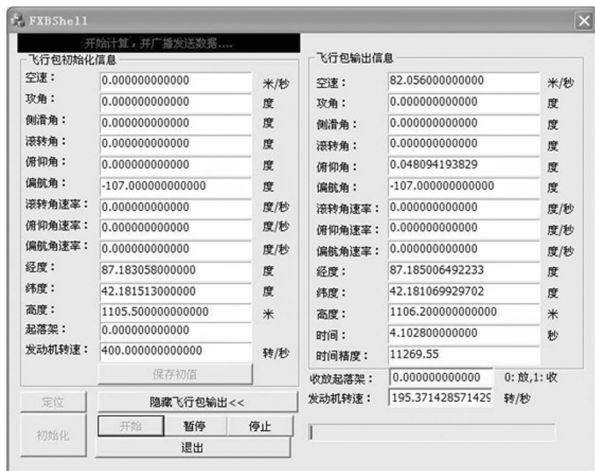 FXBShell
开始计算，并广播发送数据....
飞行包初始化信息
空速： 0.000000000000 米/秒
攻角： 0.000000000000 度
侧滑角： 0.000000000000 度
滚转角： 0.000000000000 度
俯仰角： 0.000000000000 度
偏航角： -107.000000000000 度
滚转角速率： 0.000000000000 度/秒
俯仰角速率： 0.000000000000 度/秒
偏航角速率： 0.000000000000 度/秒
经度： 87.183058000000 度
纬度： 42.181513000000 度
高度： 1105.500000000000 米
起落架： 0.000000000000
发动机转速： 400.000000000000 转/秒
保存初值
飞行包输出信息
空速： 82.056000000000 米/秒
攻角： 0.000000000000 度
侧滑角： 0.000000000000 度
滚转角： 0.000000000000 度
俯仰角： 0.048094193829 度
偏航角： -107.000000000000 度
滚转角速率： 0.000000000000 度/秒
俯仰角速率： 0.000000000000 度/秒
偏航角速率： 0.000000000000 度/秒
经度： 87.185006492233 度
纬度： 42.181069929702 度
高度： 1106.200000000000 米
时间： 4.102800000000 秒
时间精度： 11269.55
收放起落架： 0.000000000000 0: 放,1: 收
发动机转速： 195.371428571429 转/秒
定位 隐藏飞行包输出<<
初始化 开始 暂停 停止
退出